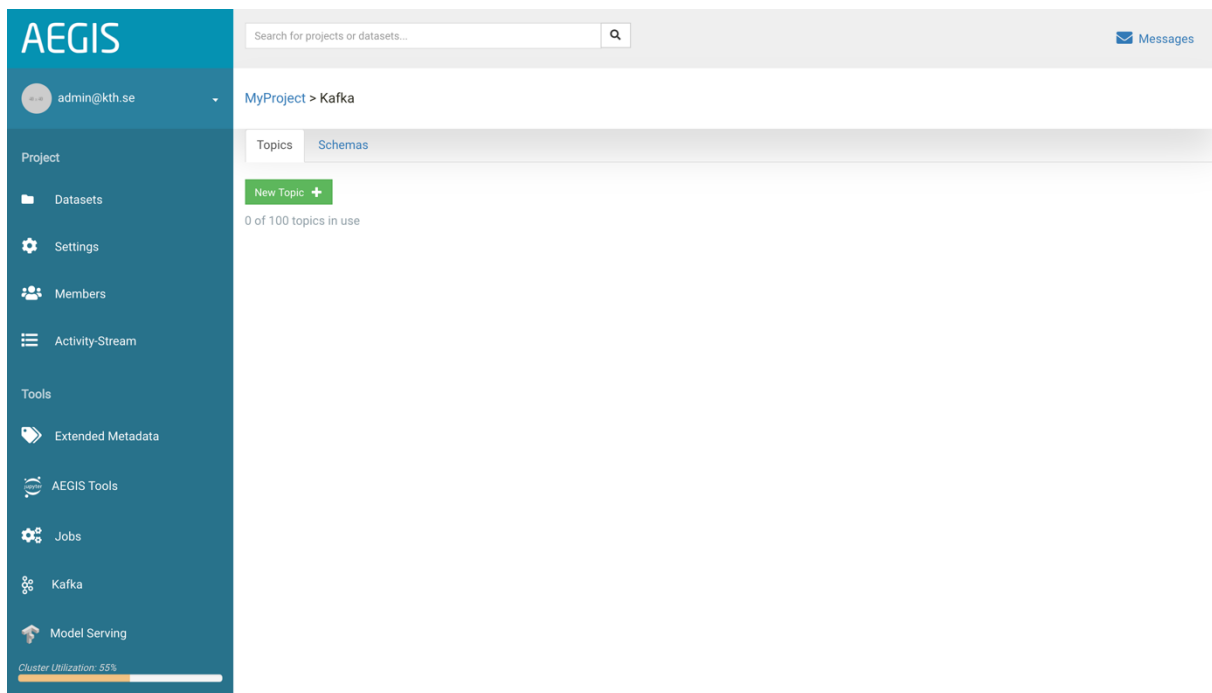 AEGIS
Search for projects or datasets...
Messages
admin@kth.se
MyProject > Kafka
Topics
Schemas
Project
New Topic
0 of 100 topics in use
Datasets
Settings
Members
Activity-Stream
Tools
Extended Metadata
AEGIS Tools
Jobs
Kafka
Model Serving
Cluster Utilization: 55%